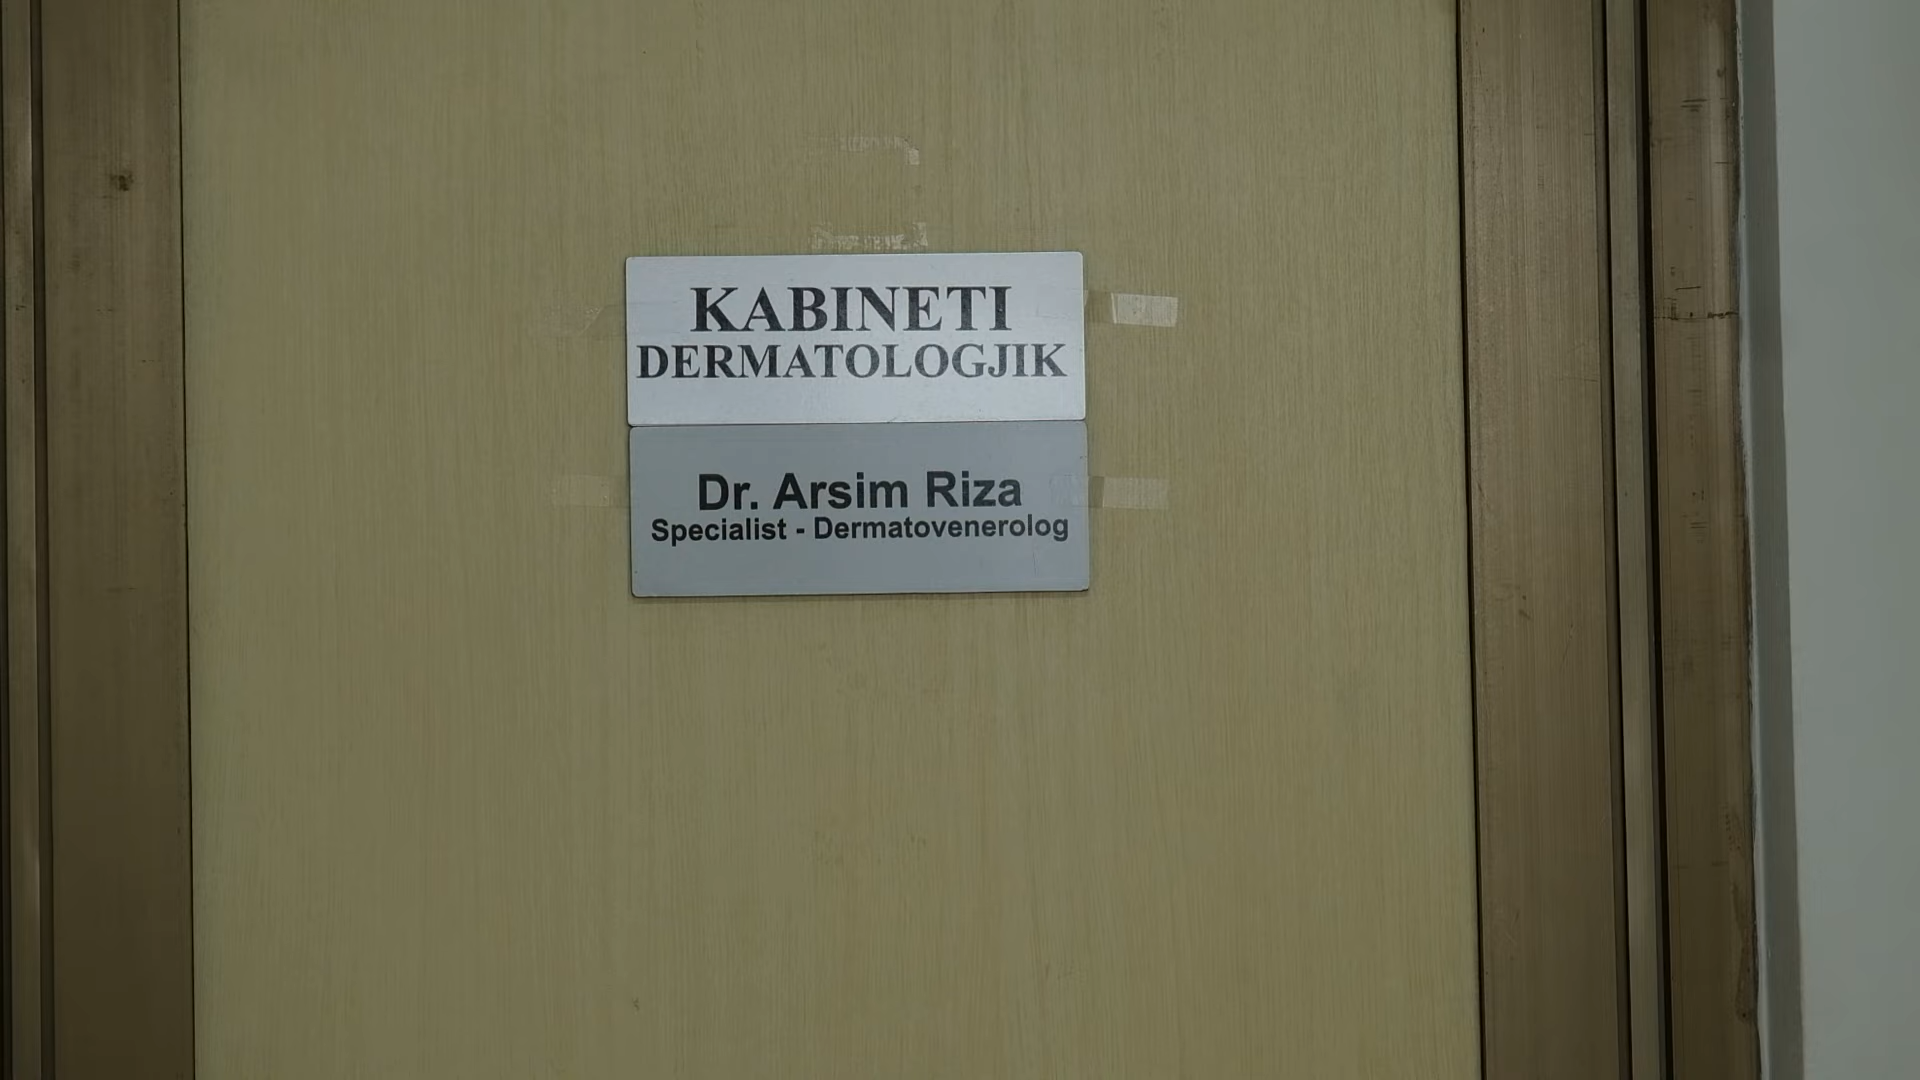 KABINETI
DERMATOLOGJIK
Dr. Arsim Riza
Specialist - Dermatovenerolog